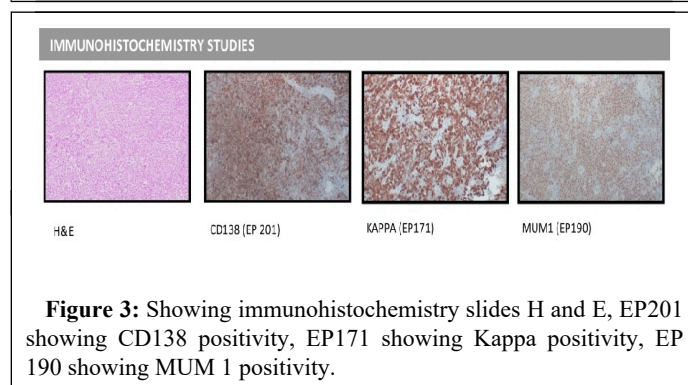 IMMUNOHISTOCHEMISTRY STUDIES
H&E CD138 (EP 201) KAPPA (EP171) MUM1 (EP190)
Figure 3: Showing immunohistochemistry slides H and E, EP201
showing CD138 positivity, EP171 showing Kappa positivity, EP
190 showing MUM 1 positivity.